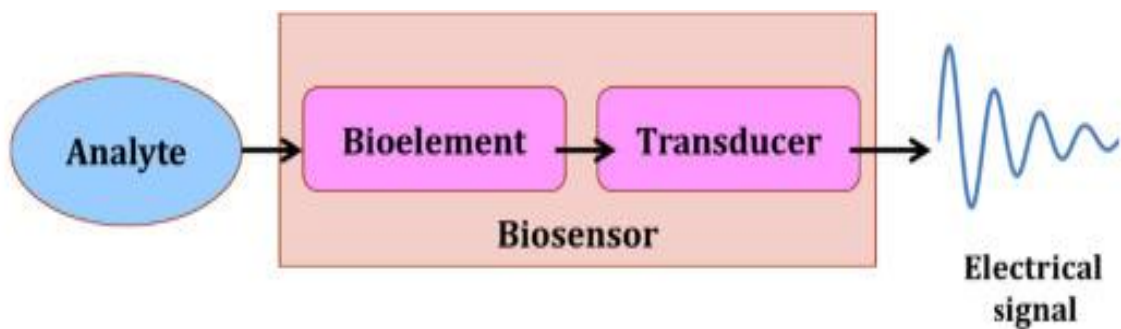 Analyte
Bioelement
Transducer
Biosensor
Electrical
signal